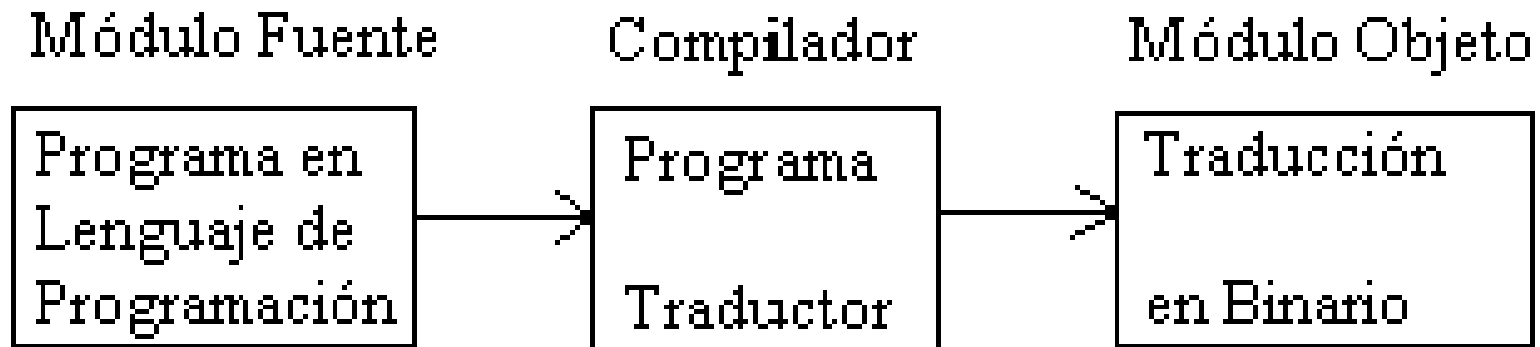 Módulo Fuente
Compilador
Módulo Objeto
Programa en
Lenguaje de
Programación
Programa
Traductor
Traducción
en Binario